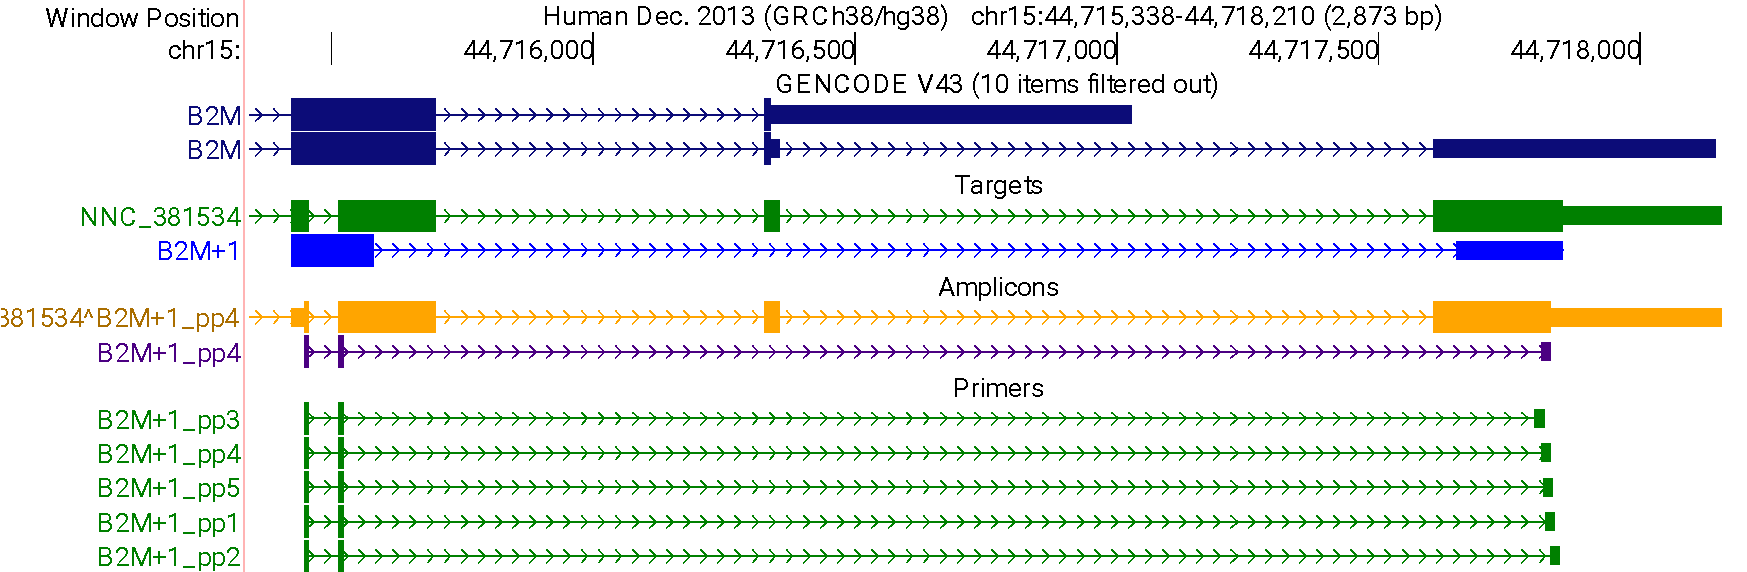 Window Position Human Dec. 2013 (GRCh38/hg38) chr15:44,715,338-44,718,210 (2,873 bp)
chr15: 44,716,000 44,716,500 44,717,000 44,717,500 44,718,000
GENCODE V43 (10 items filtered out)
B2M
B2M
Targets
NNC_381534
B2M+1
Amplicons
381534^B2M+1_pp4
B2M+1_pp4
Primers
B2M+1_pp3
B2M+1_pp4
B2M+1_pp5
B2M+1_pp1
B2M+1_pp2